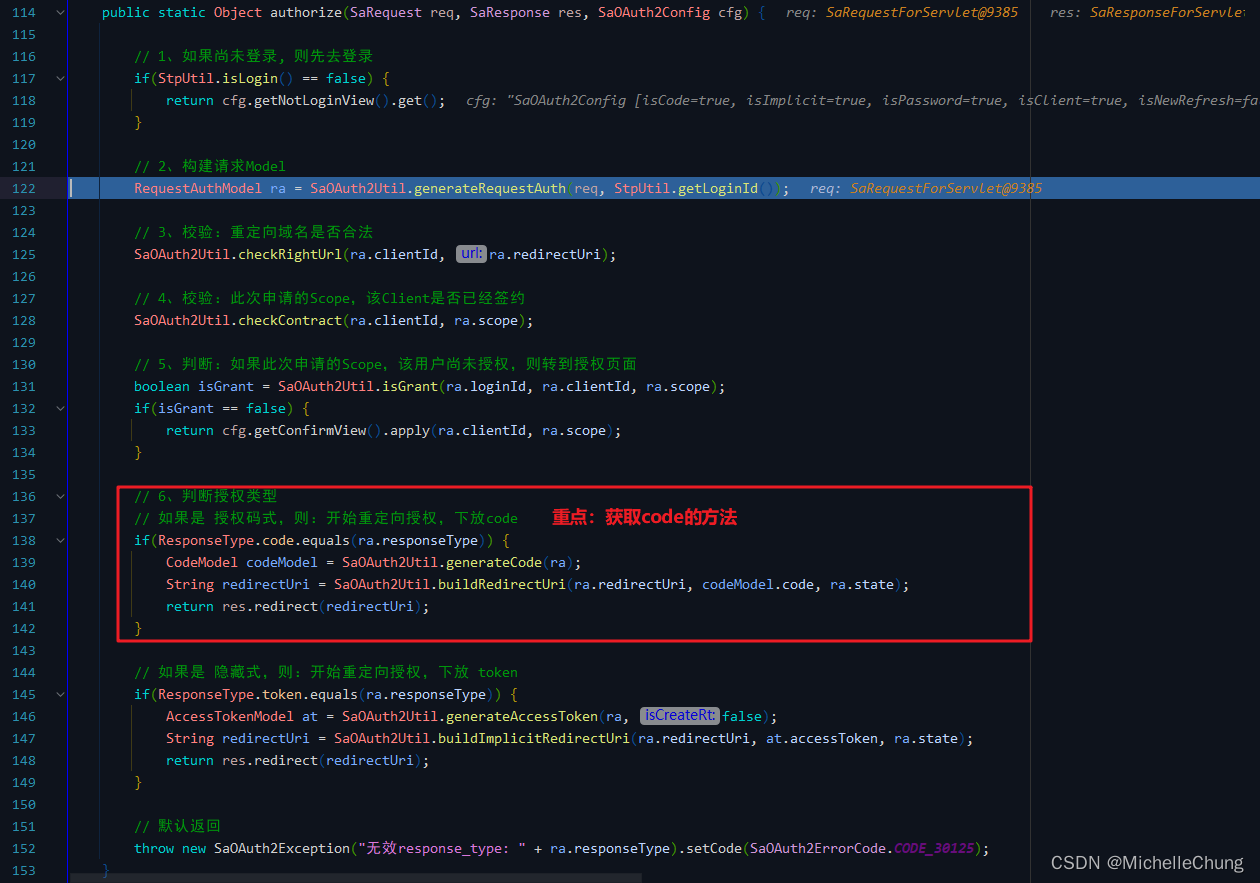 114 public static Object authorize(SaRequest req, SaResponse res, SaOAuth2Config cfg) { req: SaRequestForServlet@9385 res: SaResponseForServlet
115
116 // 1、如果尚未登录, 则先去登录
117 if(StpUtil.isLogin() == false) {
118 return cfg.getNotLoginView().get(); cfg: "SaOAuth2Config [isCode=true, isImplicit=true, isPassword=true, isClient=true, isNewRefresh=fa
119 }
120
121 // 2、构建请求Model
122 RequestAuthModel ra = SaOAuth2Util.generateRequestAuth(req, StpUtil.getLoginId()); req: SaRequestForServlet@9385
123
124 // 3、校验：重定向域名是否合法
125 SaOAuth2Util.checkRightUrl(ra.clientId, url: ra.redirectUri);
126
127 // 4、校验：此次申请的Scope，该Client是否已经签约
128 SaOAuth2Util.checkContract(ra.clientId, ra.scope);
129
130 // 5、判断：如果此次申请的Scope，该用户尚未授权，则转到授权页面
131 boolean isGrant = SaOAuth2Util.isGrant(ra.loginId, ra.clientId, ra.scope);
132 if(isGrant == false) {
133 return cfg.getConfirmView().apply(ra.clientId, ra.scope);
134 }
135
136 // 6、判断授权类型
137 // 如果是 授权码式，则：开始重定向授权，下放code 重点：获取code的方法
138 if(ResponseType.code.equals(ra.responseType)) {
139 CodeModel codeModel = SaOAuth2Util.generateCode(ra);
140 String redirectUri = SaOAuth2Util.buildRedirectUri(ra.redirectUri, codeModel.code, ra.state);
141 return res.redirect(redirectUri);
142 }
143
144 // 如果是 隐藏式，则：开始重定向授权，下放 token
145 if(ResponseType.token.equals(ra.responseType)) {
146 AccessTokenModel at = SaOAuth2Util.generateAccessToken(ra, isCreateRt: false);
147 String redirectUri = SaOAuth2Util.buildImplicitRedirectUri(ra.redirectUri, at.accessToken, ra.state);
148 return res.redirect(redirectUri);
149 }
150
151 // 默认返回
152 throw new SaOAuth2Exception("无效response_type: " + ra.responseType).setCode(SaOAuth2ErrorCode.CODE_30125);
153 }
CSDN @MichelleChung